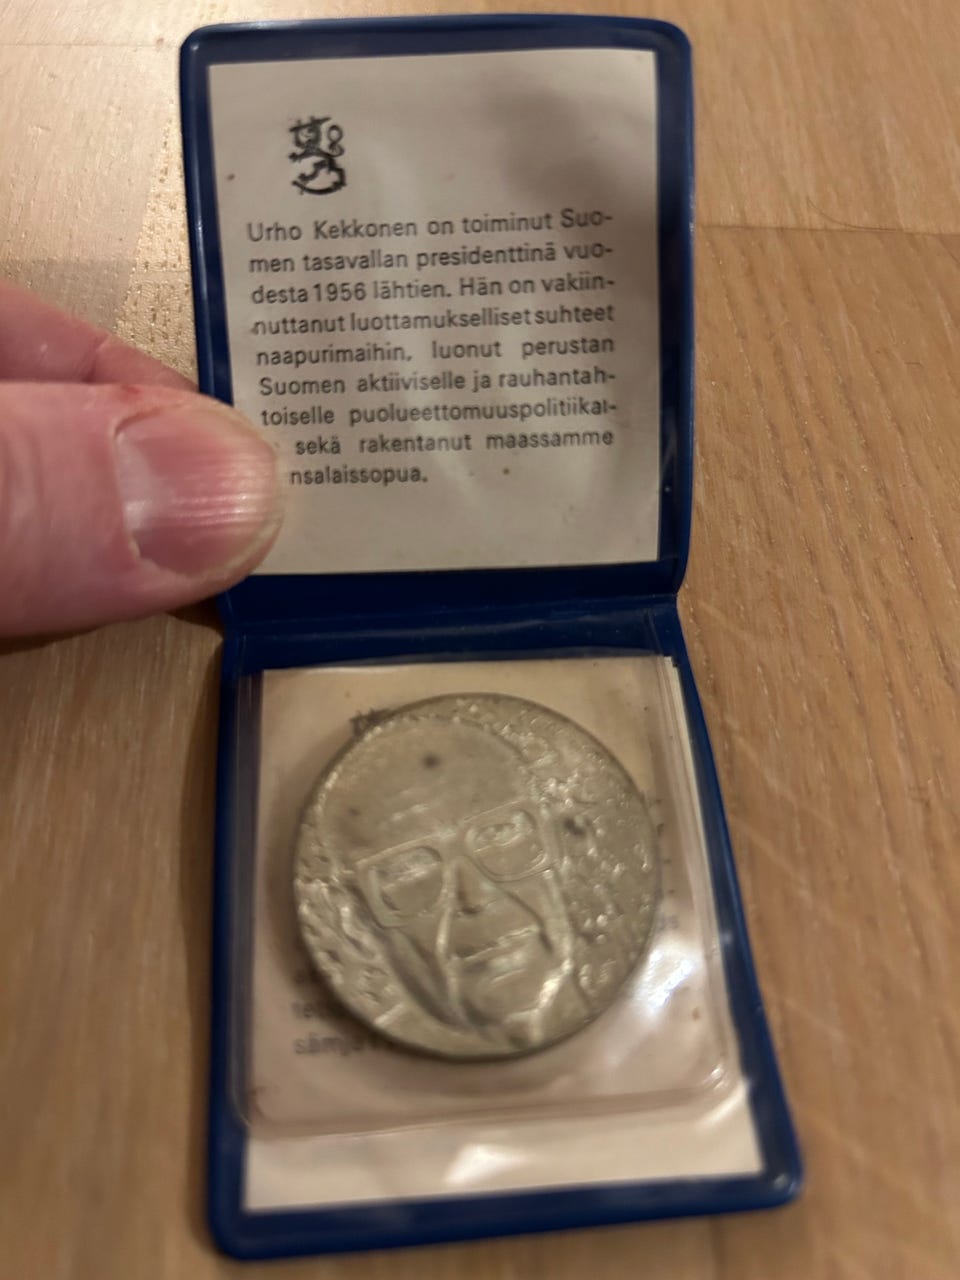 Urho Kekkonen on toiminut Suo-
men tasavallan presidenttinä vuo-
desta 1956 lähtien. Hän on vakiin-
nuttanut luottamukselliset suhteet
naapurimaihin, luonut perustan
Suomen aktiiviselle ja rauhantah-
toiselle puolueettomuuspolitiikal-
sekä rakentanut maassamme
nsalaissopua.